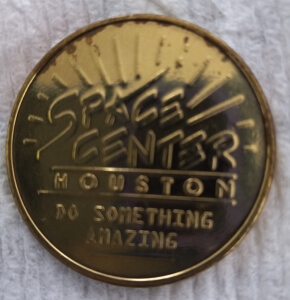 SPACE
CENTER
HOUSTON
DO SOMETHING
AMAZING